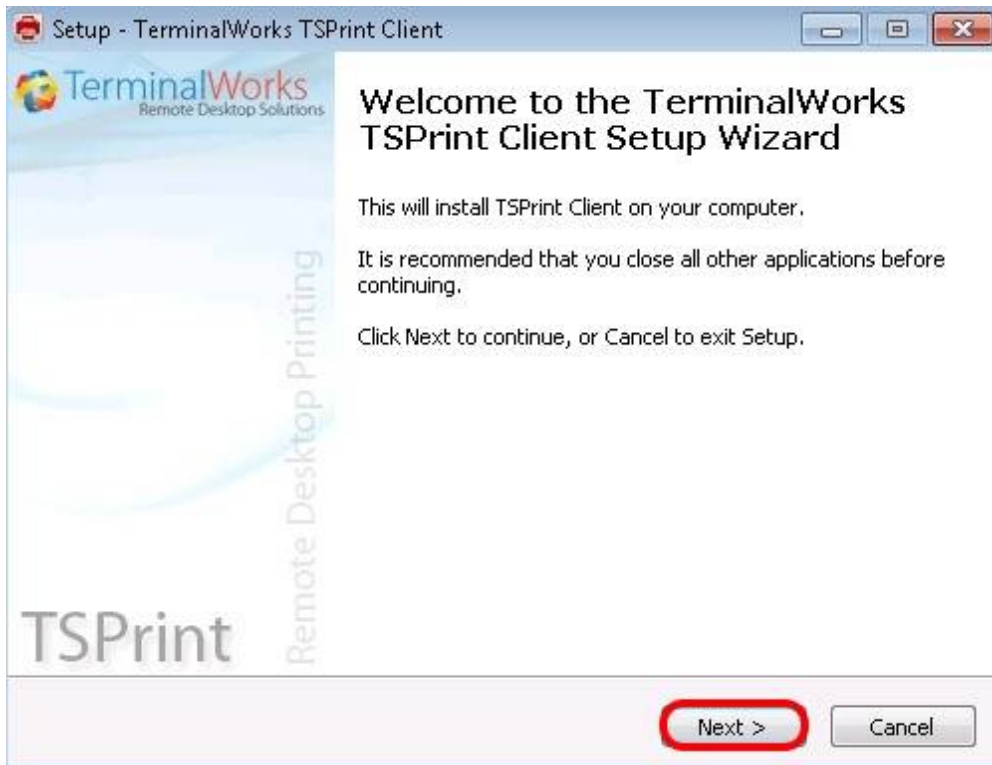 Setup - TerminalWorks TSPrint Client
TerminalWorks
Remote Desktop Solutions
Welcome to the TerminalWorks
TSPrint Client Setup Wizard
This will install TSPrint Client on your computer.
It is recommended that you close all other applications before
continuing.
Click Next to continue, or Cancel to exit Setup.
Remote Desktop Printing
TSPrint
Next >
Cancel